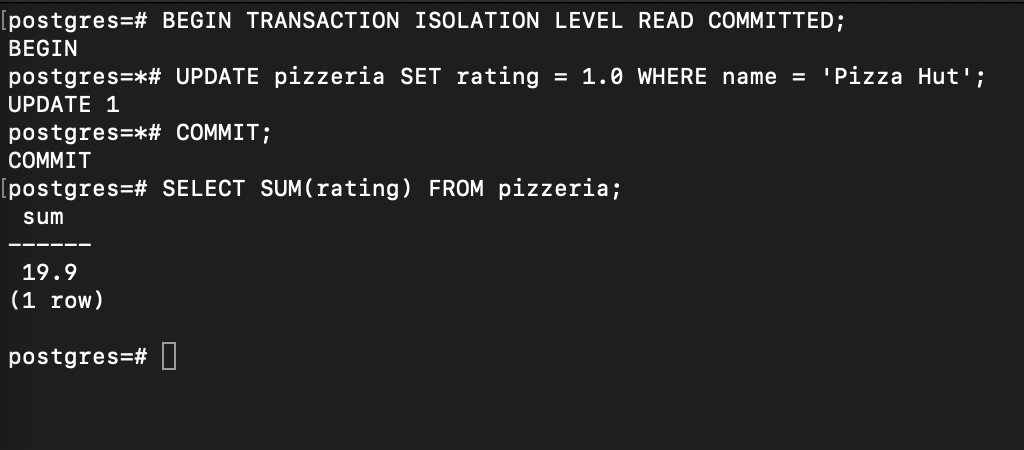 [postgres=# BEGIN TRANSACTION ISOLATION LEVEL READ COMMITTED;
BEGIN
postgres=*# UPDATE pizzeria SET rating = 1.0 WHERE name = 'Pizza Hut';
UPDATE 1
postgres=*# COMMIT;
COMMIT
[postgres=# SELECT SUM(rating) FROM pizzeria;
 sum
------
 19.9
(1 row)
postgres=#